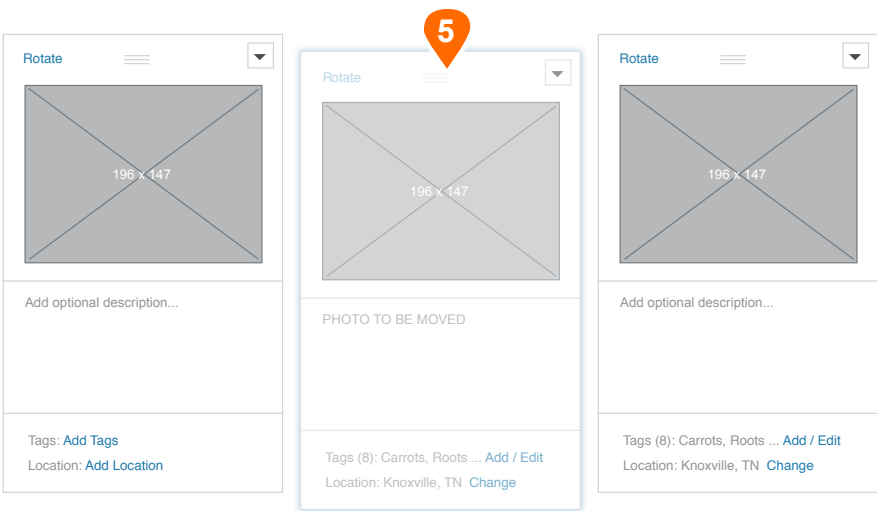 5
Rotate
196 x 147
Add optional description...
Tags: Add Tags
Location: Add Location
Rotate
196 x 147
PHOTO TO BE MOVED
Tags (8): Carrots, Roots ... Add / Edit
Location: Knoxville, TN Change
Rotate
196 x 147
Add optional description...
Tags (8): Carrots, Roots ... Add / Edit
Location: Knoxville, TN Change